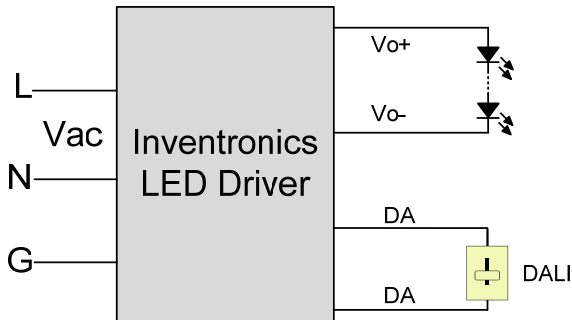 Vo+
L
Vac
Vo-
Inventronics
LED Driver
N
DA
G
DALI
DA